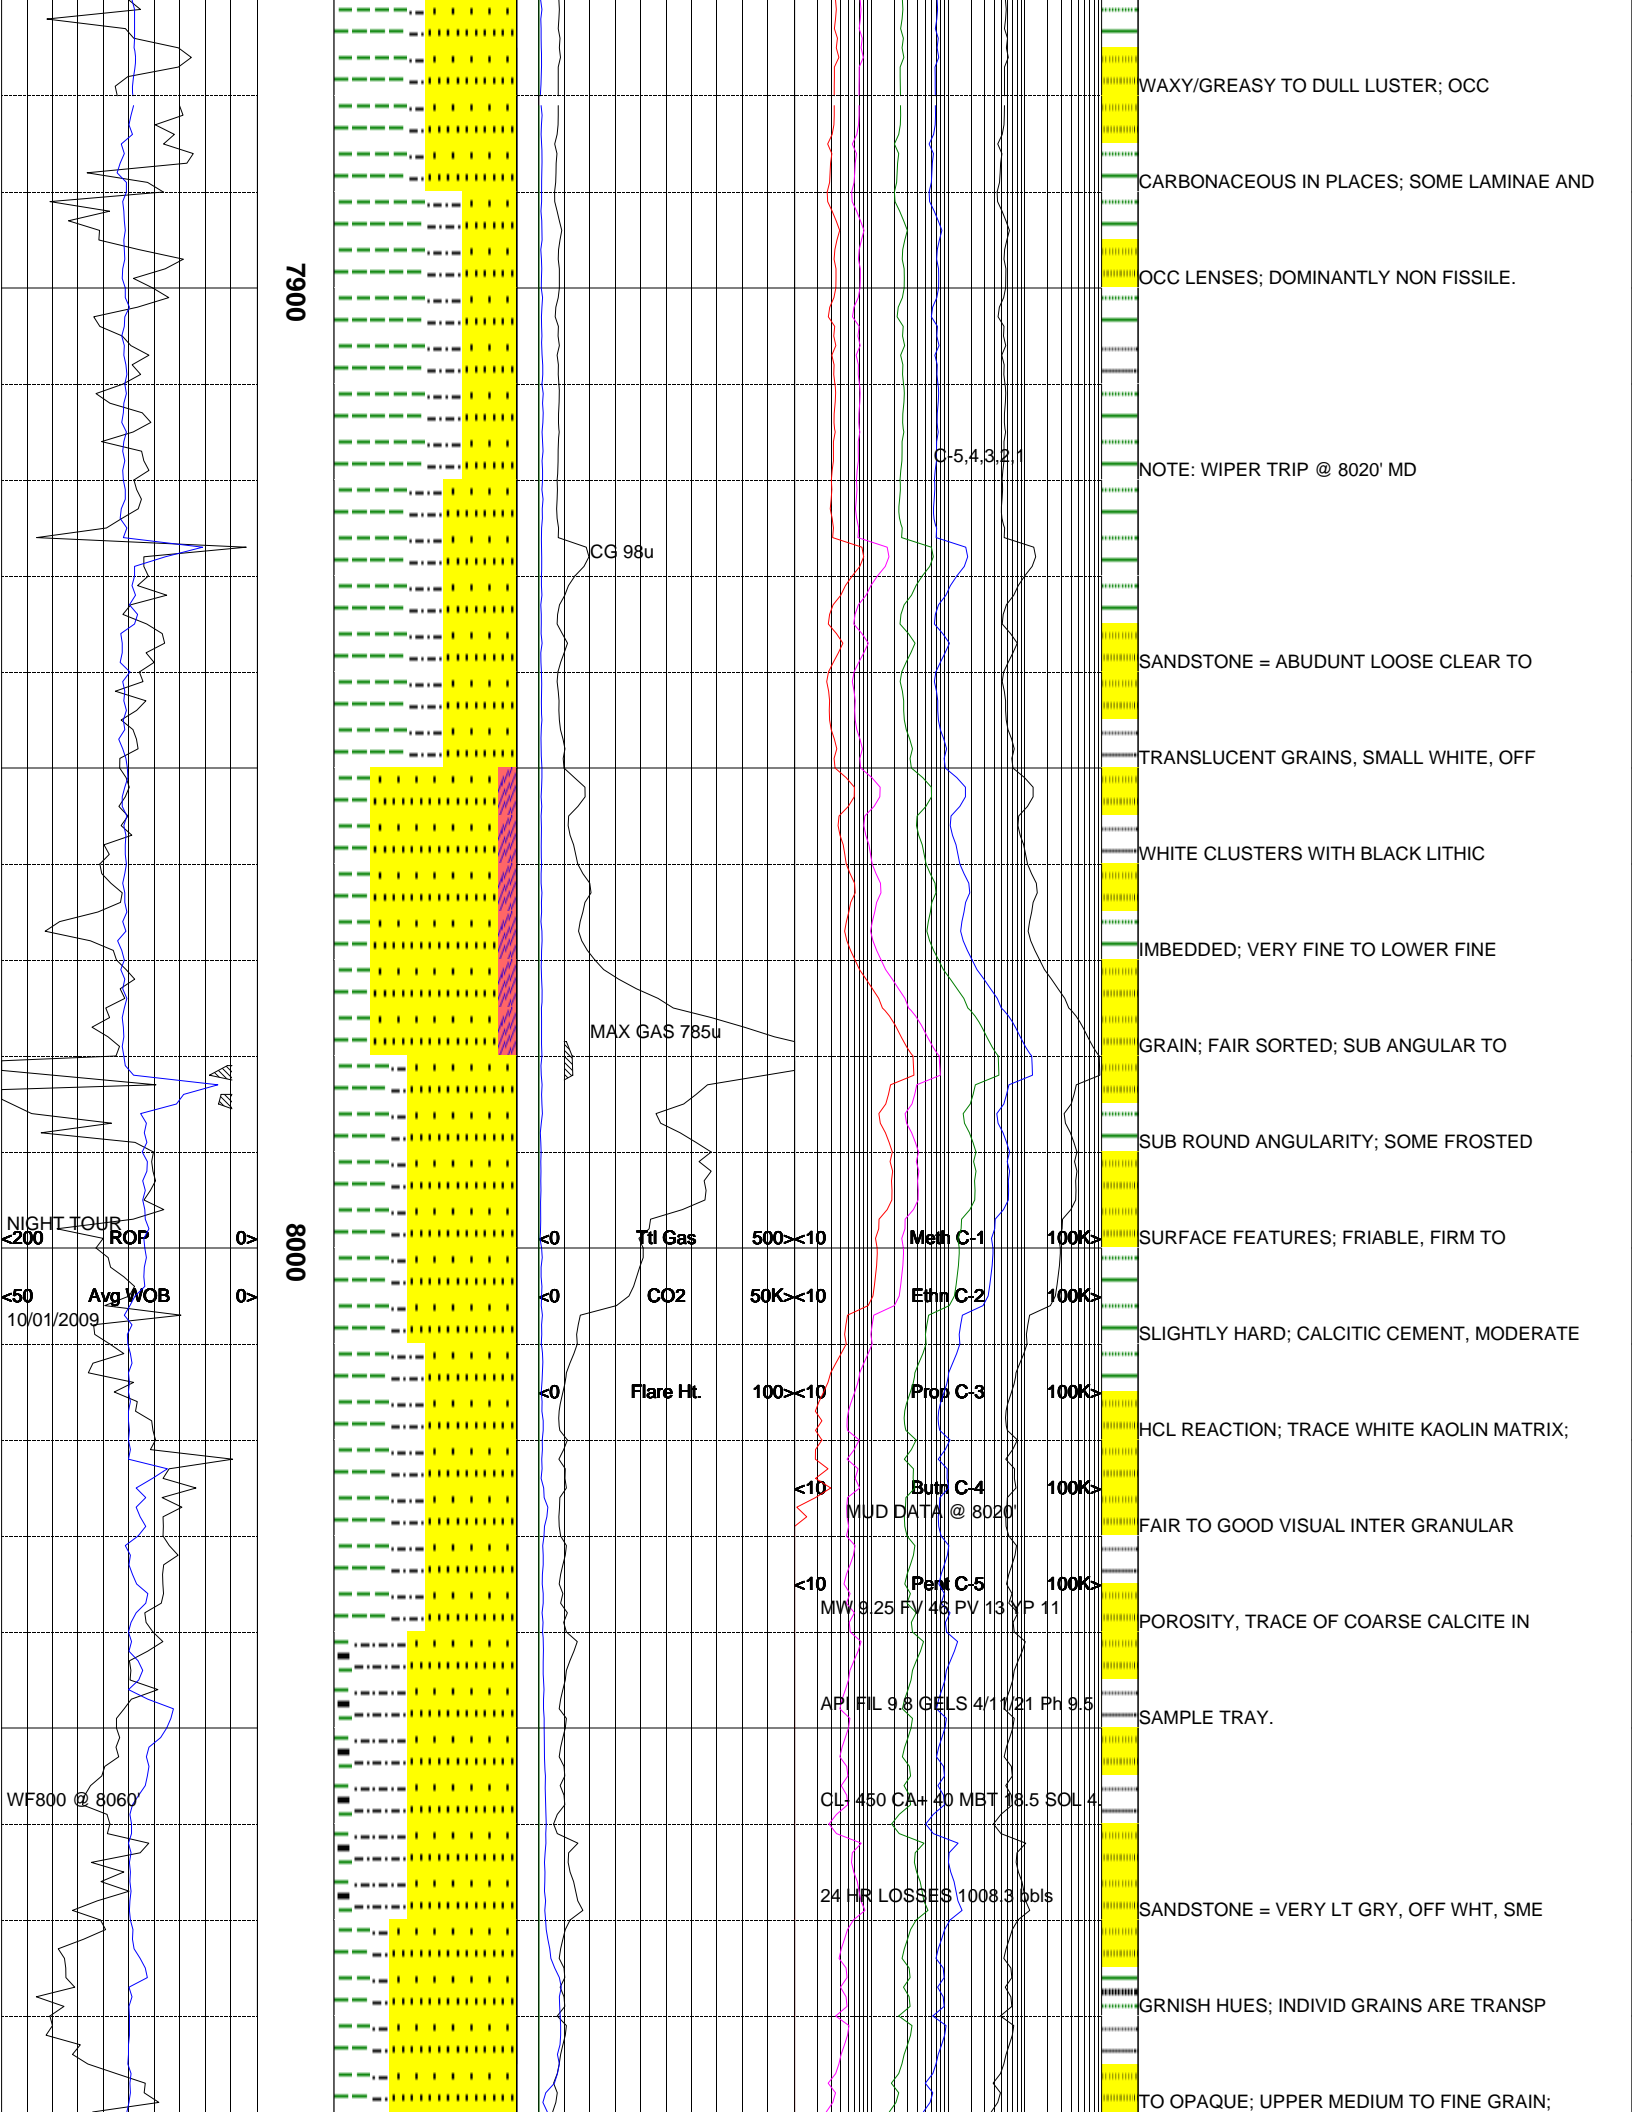 WAXY/GREASY TO DULL LUSTER; OCC
CARBONACEOUS IN PLACES; SOME LAMINAE AND
7900
OCC LENSES; DOMINANTLY NON FISSILE.
C-5,4,3,2,1
NOTE: WIPER TRIP @ 8020' MD
CG 98u
SANDSTONE = ABUDUNT LOOSE CLEAR TO
TRANSLUCENT GRAINS, SMALL WHITE, OFF
WHITE CLUSTERS WITH BLACK LITHIC
IMBEDDED; VERY FINE TO LOWER FINE
MAX GAS 785u
GRAIN; FAIR SORTED; SUB ANGULAR TO
SUB ROUND ANGULARITY; SOME FROSTED
NIGHT TOUR
<200 ROP 0>
8000
<0 Ttl Gas 500>
<10 Meth C-1 100K>
SURFACE FEATURES; FRIABLE, FIRM TO
<50 Avg WOB 0>
<0 CO2 50K>
<10 Ethn C-2 100K>
10/01/2009
SLIGHTLY HARD; CALCITIC CEMENT, MODERATE
<0 Flare Ht. 100>
<10 Prop C-3 100K>
HCL REACTION; TRACE WHITE KAOLIN MATRIX;
<10 Butn C-4 100K>
MUD DATA @ 8020'
FAIR TO GOOD VISUAL INTER GRANULAR
<10 Pent C-5 100K>
MW 9.25 FV 46 PV 13 YP 11
POROSITY, TRACE OF COARSE CALCITE IN
API FIL 9.8 GELS 4/11/21 Ph 9.5
SAMPLE TRAY.
WF800 @ 8060'
CL- 450 CA+ 40 MBT 18.5 SOL 4.
24 HR LOSSES 1008.3 bbls
SANDSTONE = VERY LT GRY, OFF WHT, SME
GRNISH HUES; INDIVID GRAINS ARE TRANSP
TO OPAQUE; UPPER MEDIUM TO FINE GRAIN;